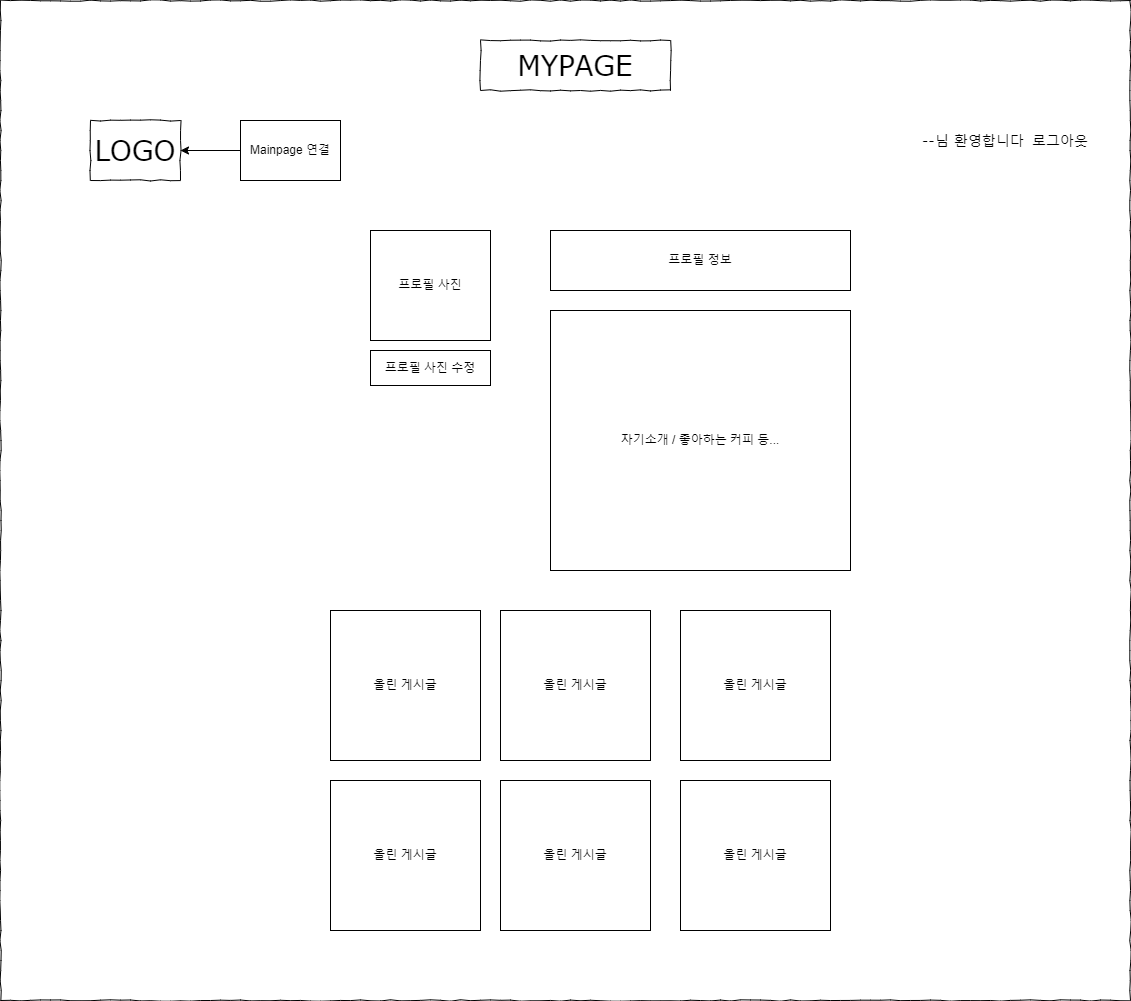 MYPAGE
LOGO
Mainpage 연결
--님 환영합니다 로그아웃
프로필 사진
프로필 정보
프로필 사진 수정
자기소개 / 좋아하는 커피 등...
올린 게시글
올린 게시글
올린 게시글
올린 게시글
올린 게시글
올린 게시글